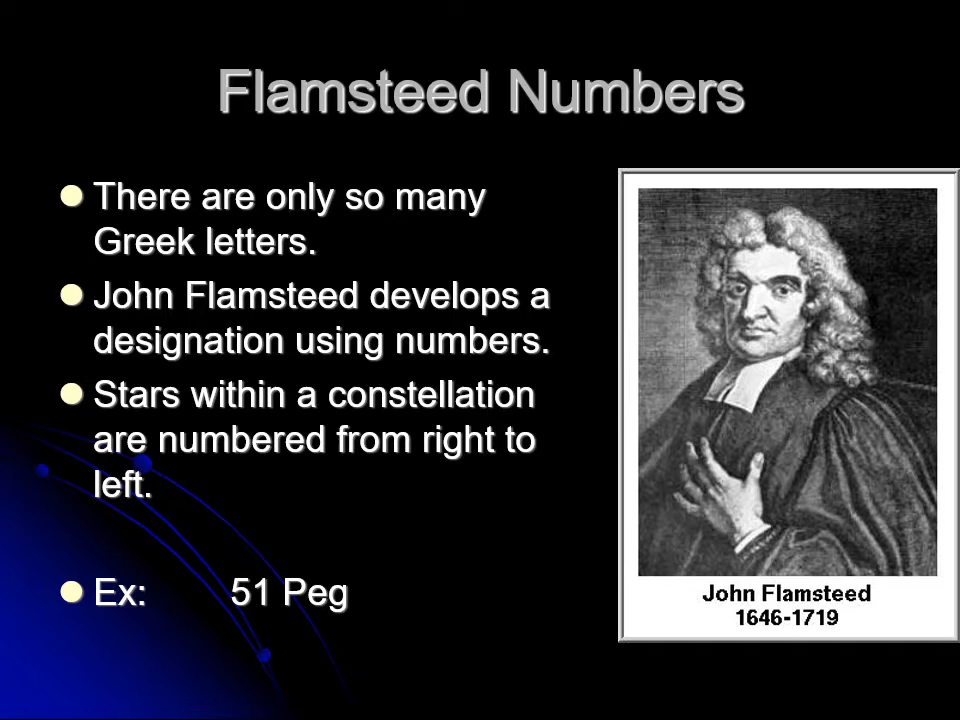 Flamsteed Numbers
There are only so many
Greek letters.
John Flamsteed develops a
designation using numbers.
Stars within a constellation
are numbered from right to
left.
Ex: 51 Peg
John Flamsteed
1646-1719